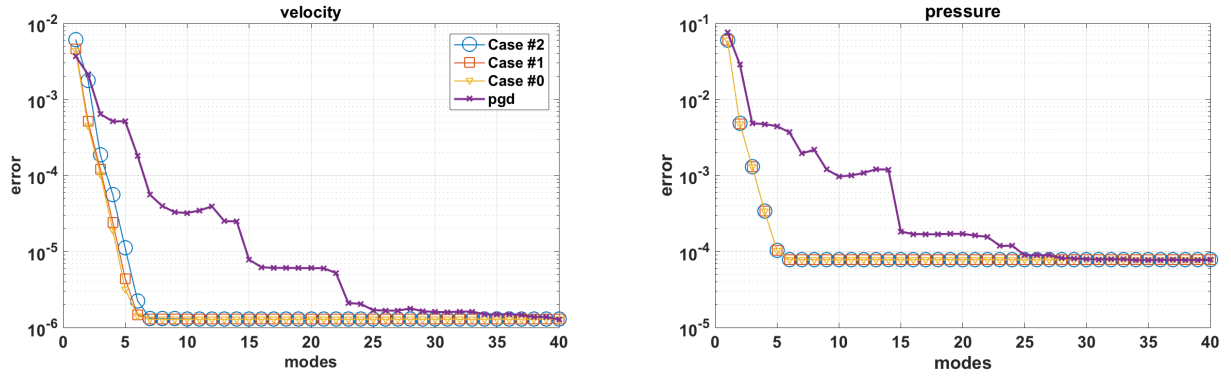 velocity
error
10^-2
10^-3
10^-4
10^-5
10^-6
0 5 10 15 20 25 30 35 40
modes
Case #2
Case #1
Case #0
pgd
pressure
error
10^-1
10^-2
10^-3
10^-4
10^-5
0 5 10 15 20 25 30 35 40
modes